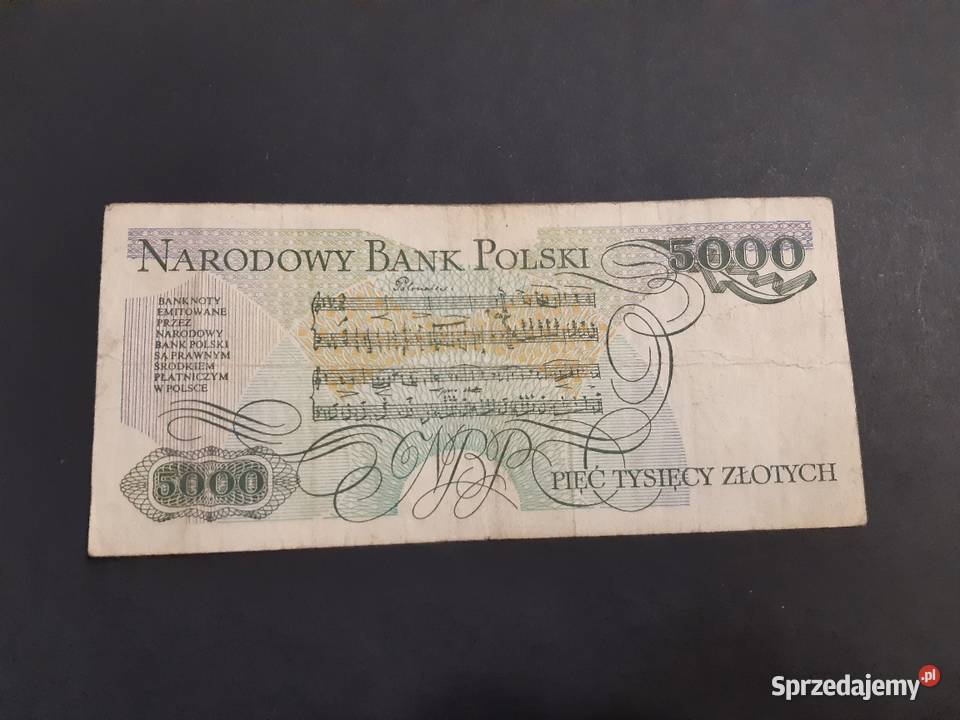 NARODOWY BANK POLSKI
5000
Polonaise.
BANKNOTY
EMITOWANE
PRZEZ
NARODOWY
BANK POLSKI
SĄ PRAWNYM
ŚRODKIEM
PŁATNICZYM
W POLSCE
NBP
5000
PIĘĆ TYSIĘCY ZŁOTYCH
Sprzedajemy.pl